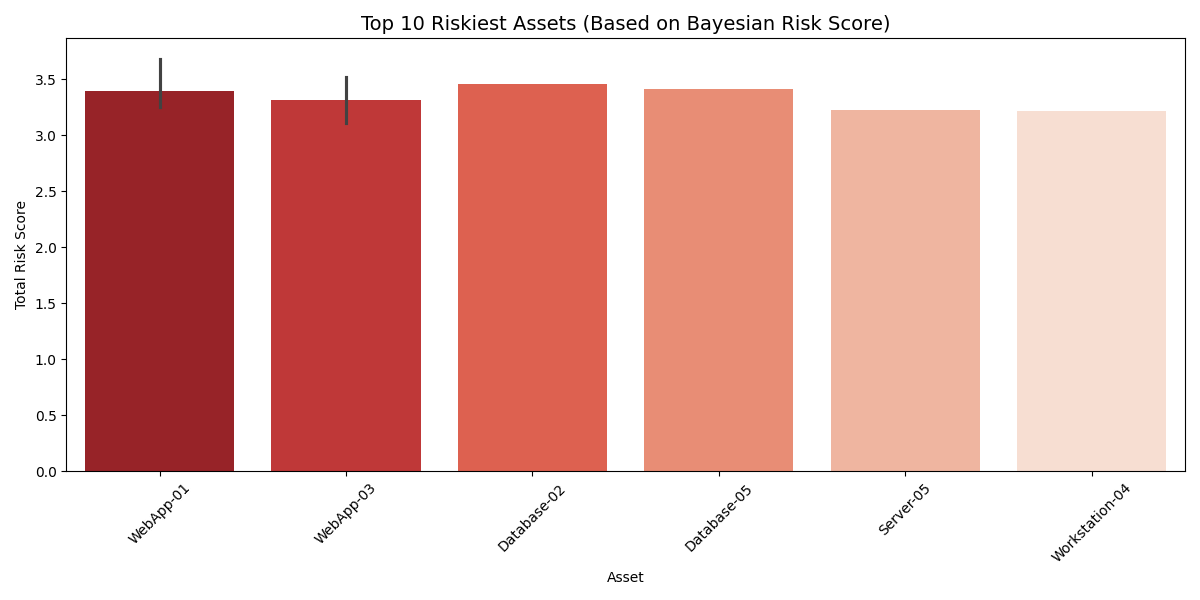 Top 10 Riskiest Assets (Based on Bayesian Risk Score)
Total Risk Score
3.5
3.0
2.5
2.0
1.5
1.0
0.5
0.0
WebApp-01
WebApp-03
Database-02
Database-05
Server-05
Workstation-04
Asset